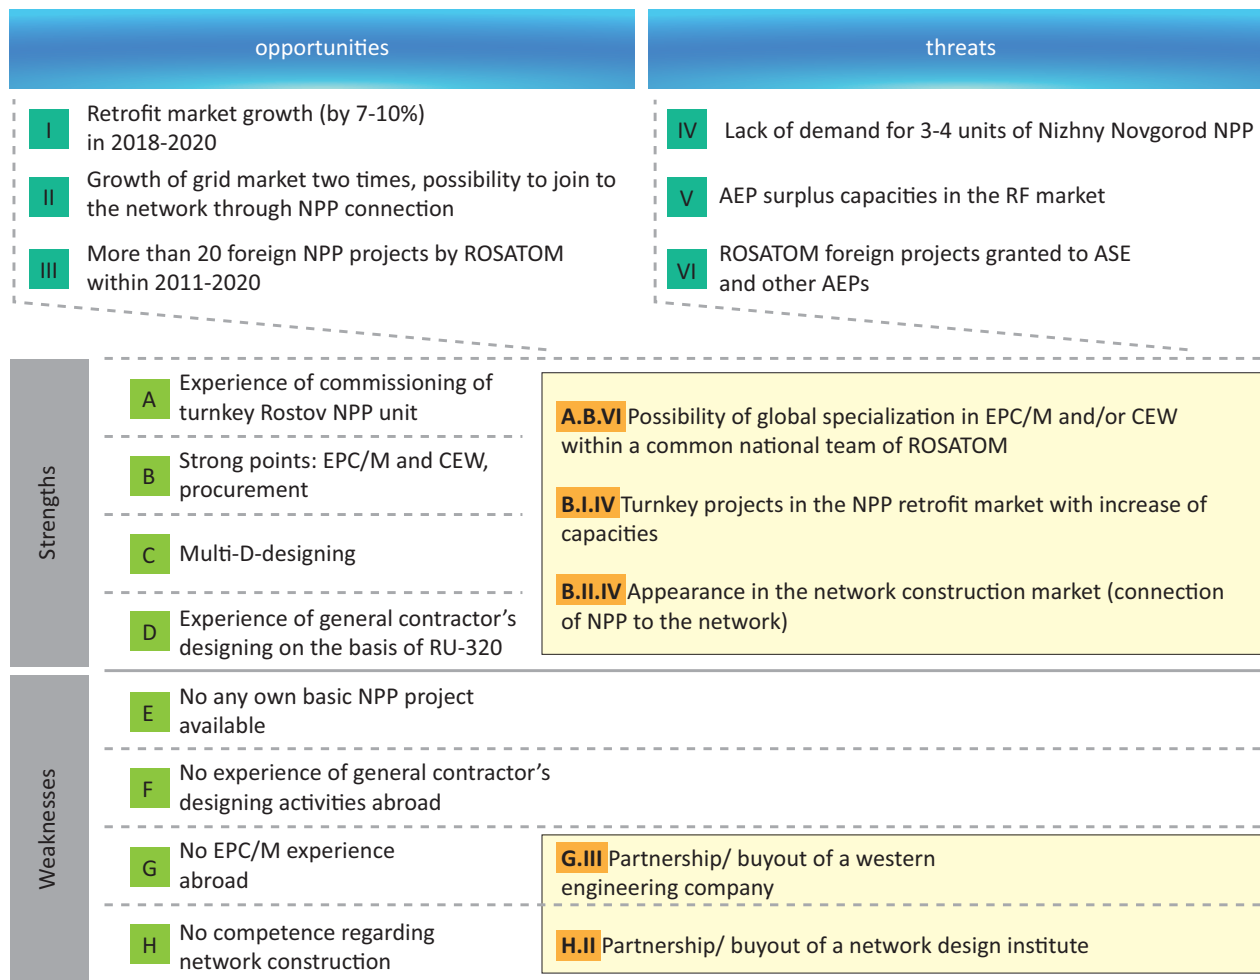 opportunities
threats
I
Retrofit market growth (by 7-10%)
in 2018-2020
II
Growth of grid market two times, possibility to join to
the network through NPP connection
III
More than 20 foreign NPP projects by ROSATOM
within 2011-2020
IV
Lack of demand for 3-4 units of Nizhny Novgorod NPP
V
AEP surplus capacities in the RF market
VI
ROSATOM foreign projects granted to ASE
and other AEPs
Strengths
A
Experience of commissioning of
turnkey Rostov NPP unit
B
Strong points: EPC/M and CEW,
procurement
C
Multi-D-designing
D
Experience of general contractor’s
designing on the basis of RU-320
A.B.VI Possibility of global specialization in EPC/M and/or CEW
within a common national team of ROSATOM
B.I.IV Turnkey projects in the NPP retrofit market with increase of
capacities
B.II.IV Appearance in the network construction market (connection
of NPP to the network)
Weaknesses
E
No any own basic NPP project
available
F
No experience of general contractor’s
designing activities abroad
G
No EPC/M experience
abroad
H
No competence regarding
network construction
G.III Partnership/ buyout of a western
engineering company
H.II Partnership/ buyout of a network design institute